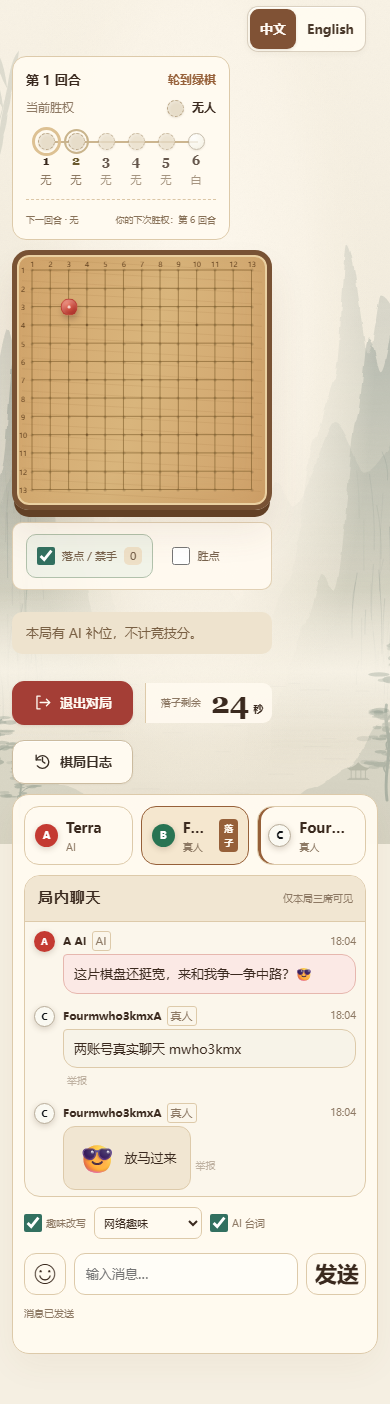 中文 English
第 1 回合 轮到绿棋
当前胜权 无人
1 2 3 4 5 6
无 无 无 无 无 白
下一回合 · 无 你的下次胜权：第 6 回合
1 2 3 4 5 6 7 8 9 10 11 12 13
1
2
3
4
5
6
7
8
9
10
11
12
13
落点 / 禁手 0 胜点
本局有 AI 补位，不计竞技分。
退出对局 落子剩余 24 秒
棋局日志
A Terra B F... 落子 C Four...
AI 真人 真人
局内聊天 仅本局三席可见
A A AI AI 18:04
这片棋盘还挺宽，来和我争一争中路？😎
C Fourmwho3kmxA 真人 18:04
两账号真实聊天 mwho3kmx
举报
C Fourmwho3kmxA 真人 18:04
😎 放马过来 举报
趣味改写 网络趣味 AI 台词
输入消息... 发送
消息已发送